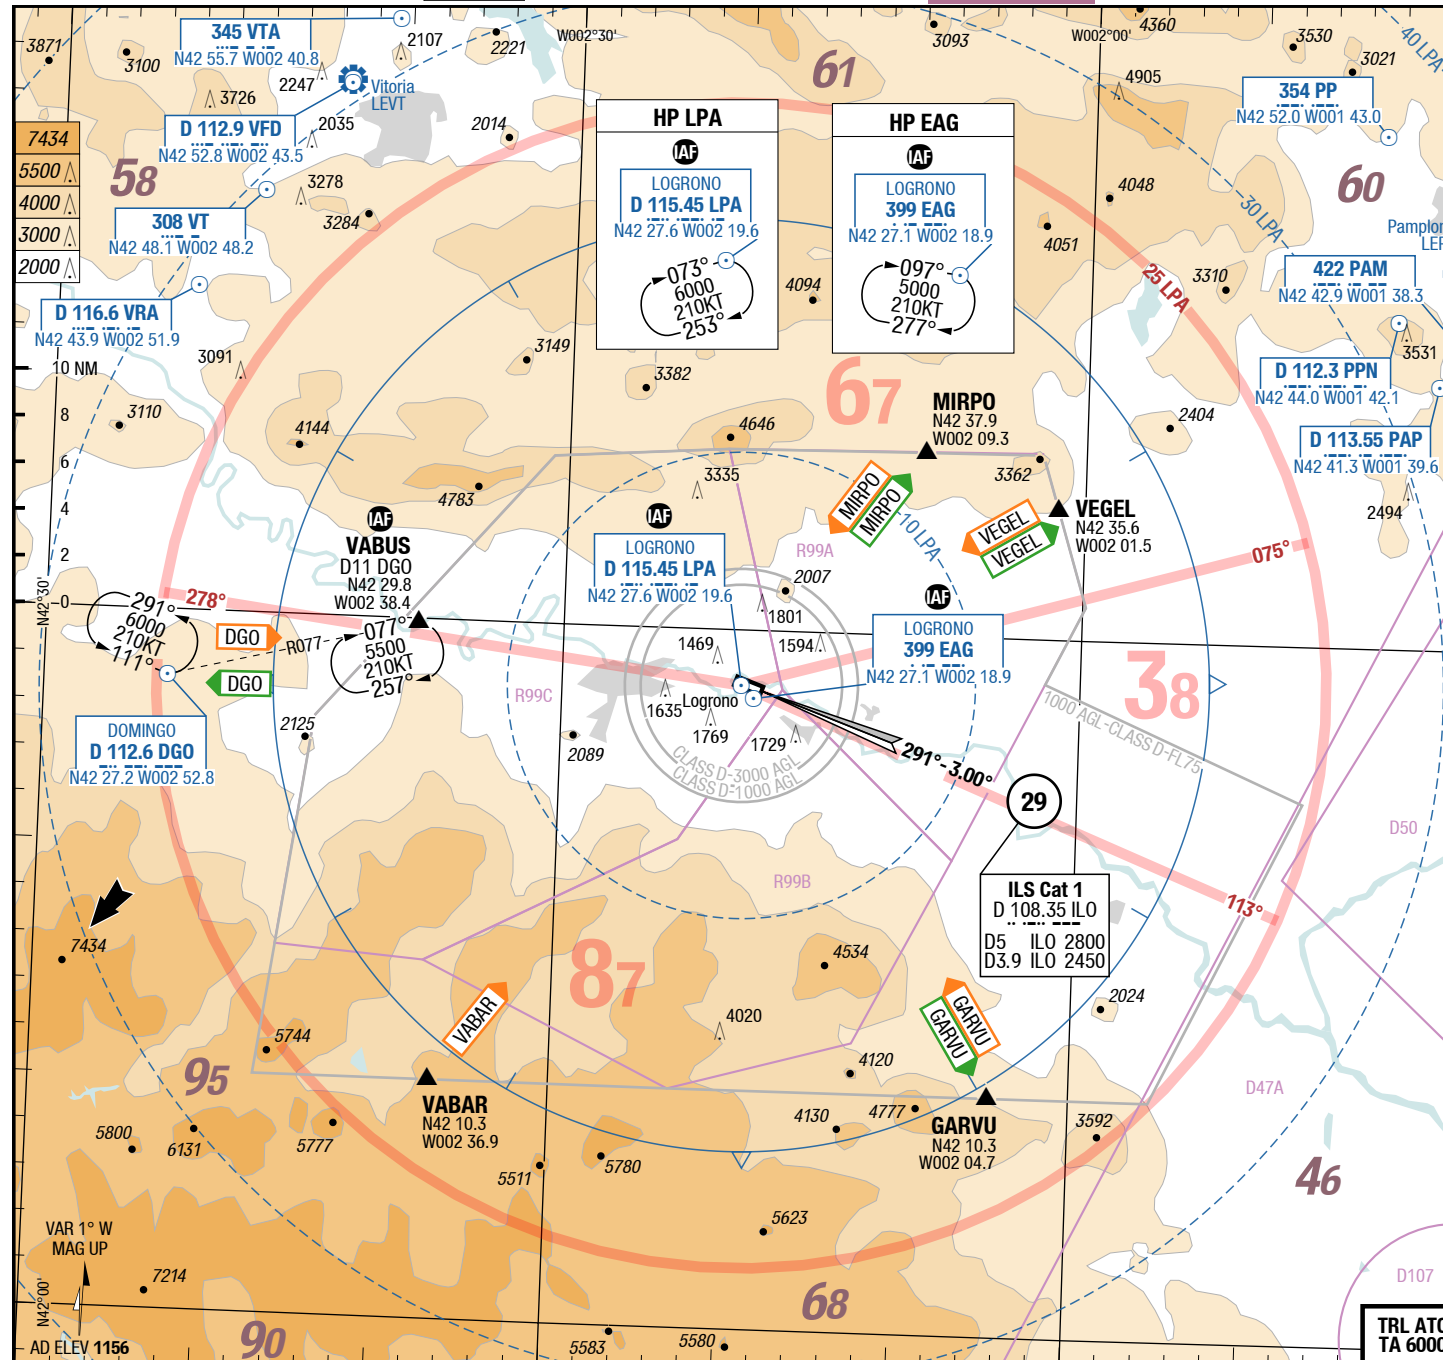 345 VTA
N42 55.7 W002 40.8
2107
2221
W002°30'
3093
W002°00'
4360
3530
3021
40 LPA
3871
3100
2247
3726
Vitoria
LEVT
61
4905
354 PP
N42 52.0 W001 43.0
D 112.9 VFD
N42 52.8 W002 43.5
2035
2014
7434
5500
4000
3000
2000
58
3278
3284
308 VT
N42 48.1 W002 48.2
HP LPA
IAF
LOGRONO
D 115.45 LPA
N42 27.6 W002 19.6
073°
6000
210KT
253°
HP EAG
IAF
LOGRONO
399 EAG
N42 27.1 W002 18.9
097°
5000
210KT
277°
4048
4051
60
30 LPA
25 LPA
3310
422 PAM
N42 42.9 W001 38.3
4094
D 116.6 VRA
N42 43.9 W002 51.9
3091
3149
3382
3531
10 NM
8
6
4
2
0
67
D 112.3 PPN
N42 44.0 W001 42.1
3110
4144
4646
MIRPO
N42 37.9
W002 09.3
2404
D 113.55 PAP
N42 41.3 W001 39.6
4783
3335
3362
2494
MIRPO
MIRPO
10 LPA
VEGEL
VEGEL
VEGEL
N42 35.6
W002 01.5
IAF
VABUS
D11 DGO
N42 29.8
W002 38.4
IAF
LOGRONO
D 115.45 LPA
N42 27.6 W002 19.6
R99A
2007
075°
N42°30'
278°
291°
6000
210KT
111°
DGO
DGO
R077
077°
5500
210KT
257°
1801
1594
1469
IAF
LOGRONO
399 EAG
N42 27.1 W002 18.9
38
R99C
1635
Logrono
1769
1729
1000 AGL-CLASS D-FL75
DOMINGO
D 112.6 DGO
N42 27.2 W002 52.8
2125
2089
CLASS D-3000 AGL
CLASS D-1000 AGL
291°-3.00°
29
D50
R99B
ILS Cat 1
D 108.35 ILO
D5 ILO 2800
D3.9 ILO 2450
113°
7434
87
4534
VABAR
GARVU
GARVU
2024
4020
5744
95
4120
D47A
VABAR
N42 10.3
W002 36.9
4130
4777
GARVU
N42 10.3
W002 04.7
3592
5800
6131
5777
5511
5780
46
5623
VAR 1° W
MAG UP
7214
68
D107
N42°00'
90
5583
5580
AD ELEV 1156
TA 6000